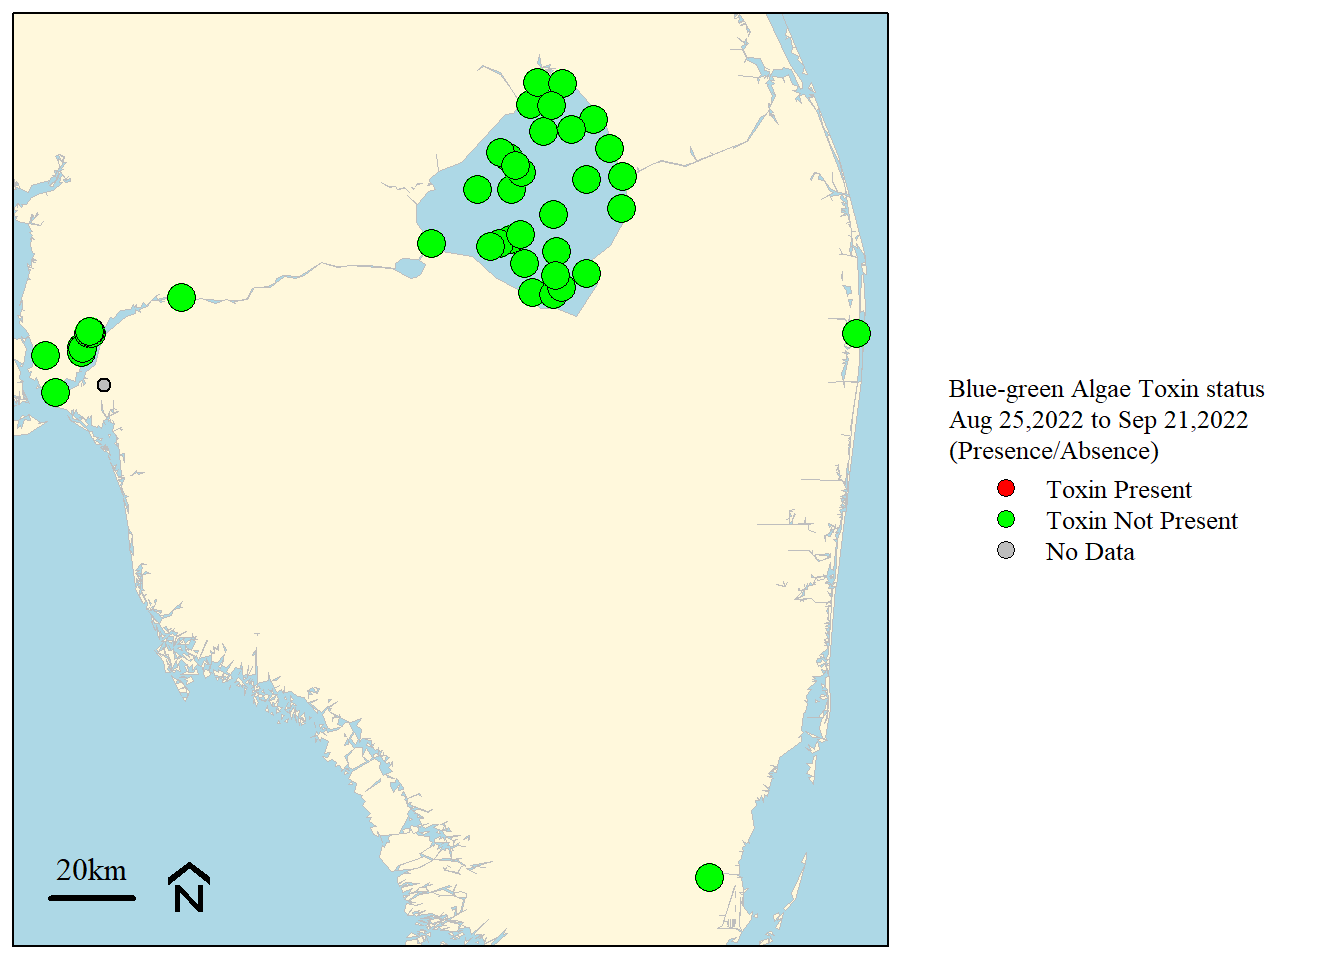 Blue-green Algae Toxin status
Aug 25,2022 to Sep 21,2022
(Presence/Absence)
Toxin Present
Toxin Not Present
No Data
20km
N